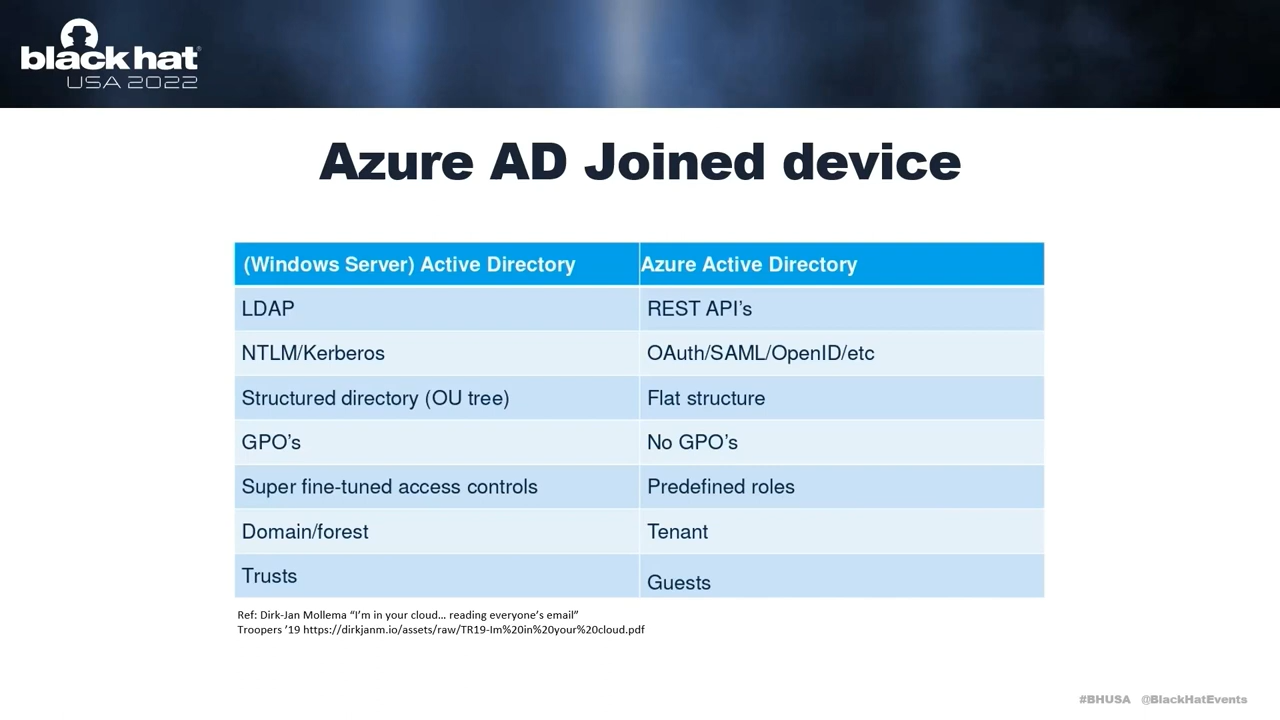 black hat®
USA 2022
Azure AD Joined device
(Windows Server) Active Directory
Azure Active Directory
LDAP
REST API’s
NTLM/Kerberos
OAuth/SAML/OpenID/etc
Structured directory (OU tree)
Flat structure
GPO’s
No GPO’s
Super fine-tuned access controls
Predefined roles
Domain/forest
Tenant
Trusts
Guests
Ref: Dirk-Jan Mollema “I’m in your cloud… reading everyone’s email”
Troopers ’19 https://dirkjanm.io/assets/raw/TR19-Im%20in%20your%20cloud.pdf
#BHUSA @BlackHatEvents